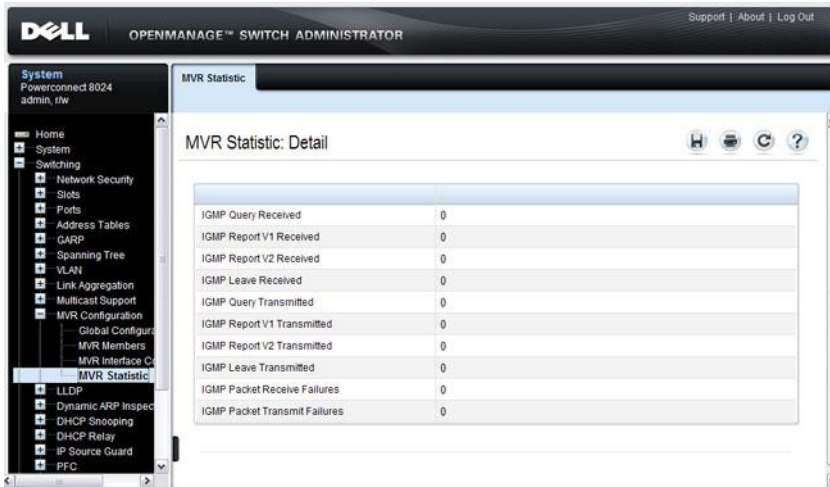 Support | About | Log Out
DELL
OPENMANAGE™ SWITCH ADMINISTRATOR
System
Powerconnect 8024
admin, r/w
MVR Statistic
Home
System
Switching
Network Security
Slots
Ports
Address Tables
GARP
Spanning Tree
VLAN
Link Aggregation
Multicast Support
MVR Configuration
Global Configura
MVR Members
MVR Interface Co
MVR Statistic
LLDP
Dynamic ARP Inspec
DHCP Snooping
DHCP Relay
IP Source Guard
PFC
MVR Statistic: Detail
IGMP Query Received 0
IGMP Report V1 Received 0
IGMP Report V2 Received 0
IGMP Leave Received 0
IGMP Query Transmitted 0
IGMP Report V1 Transmitted 0
IGMP Report V2 Transmitted 0
IGMP Leave Transmitted 0
IGMP Packet Receive Failures 0
IGMP Packet Transmit Failures 0